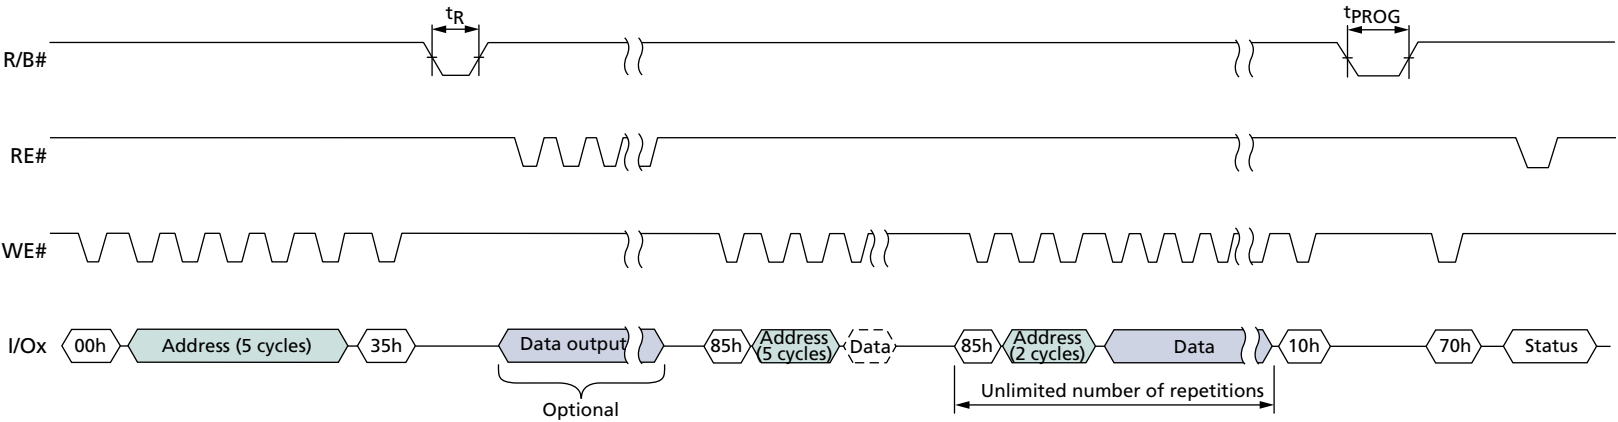 tR
tPROG
R/B#
RE#
WE#
I/Ox
00h
Address (5 cycles)
35h
Data output
85h
Address
(5 cycles)
Data
85h
Address
(2 cycles)
Data
10h
70h
Status
Unlimited number of repetitions
Optional